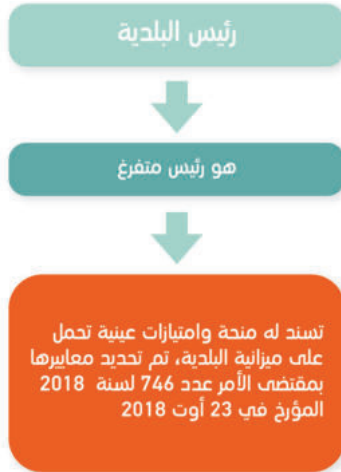 رئيس البلدية
هو رئيس متفرغ
تسند له منحة وامتيازات عينية تحمل
على ميزانية البلدية، تم تحديد معاييرها
بمقتضى الأمر عدد 746 لسنة 2018
المؤرخ في 23 أوت 2018